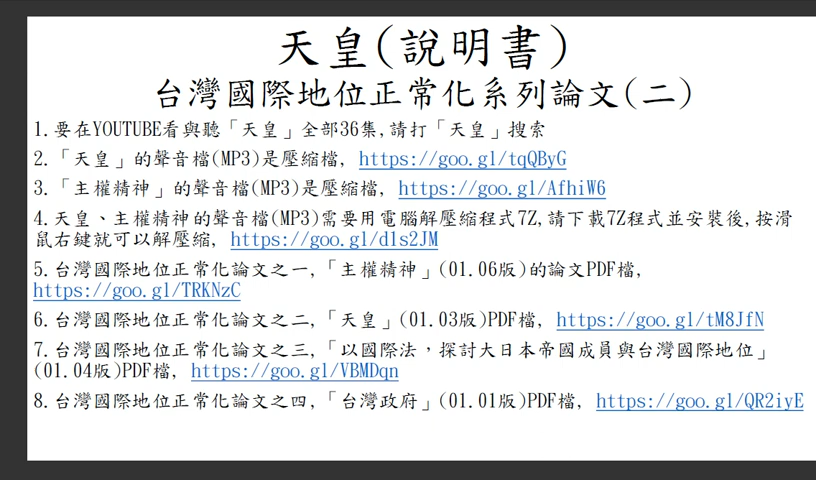 天皇(說明書)
台灣國際地位正常化系列論文(二)
1.要在YOUTUBE看與聽「天皇」全部36集,請打「天皇」搜索
2.「天皇」的聲音檔(MP3)是壓縮檔, https://goo.gl/tqQByG
3.「主權精神」的聲音檔(MP3)是壓縮檔, https://goo.gl/AfhiW6
4.天皇、主權精神的聲音檔(MP3)需要用電腦解壓縮程式7Z,請下載7Z程式並安裝後,按滑
鼠右鍵就可以解壓縮, https://goo.gl/d1s2JM
5.台灣國際地位正常化論文之一,「主權精神」(01.06版)的論文PDF檔,
https://goo.gl/TRKNzC
6.台灣國際地位正常化論文之二,「天皇」(01.03版)PDF檔, https://goo.gl/tM8JfN
7.台灣國際地位正常化論文之三,「以國際法，探討大日本帝國成員與台灣國際地位」
(01.04版)PDF檔, https://goo.gl/VBMDqn
8.台灣國際地位正常化論文之四,「台灣政府」(01.01版)PDF檔, https://goo.gl/QR2iyE